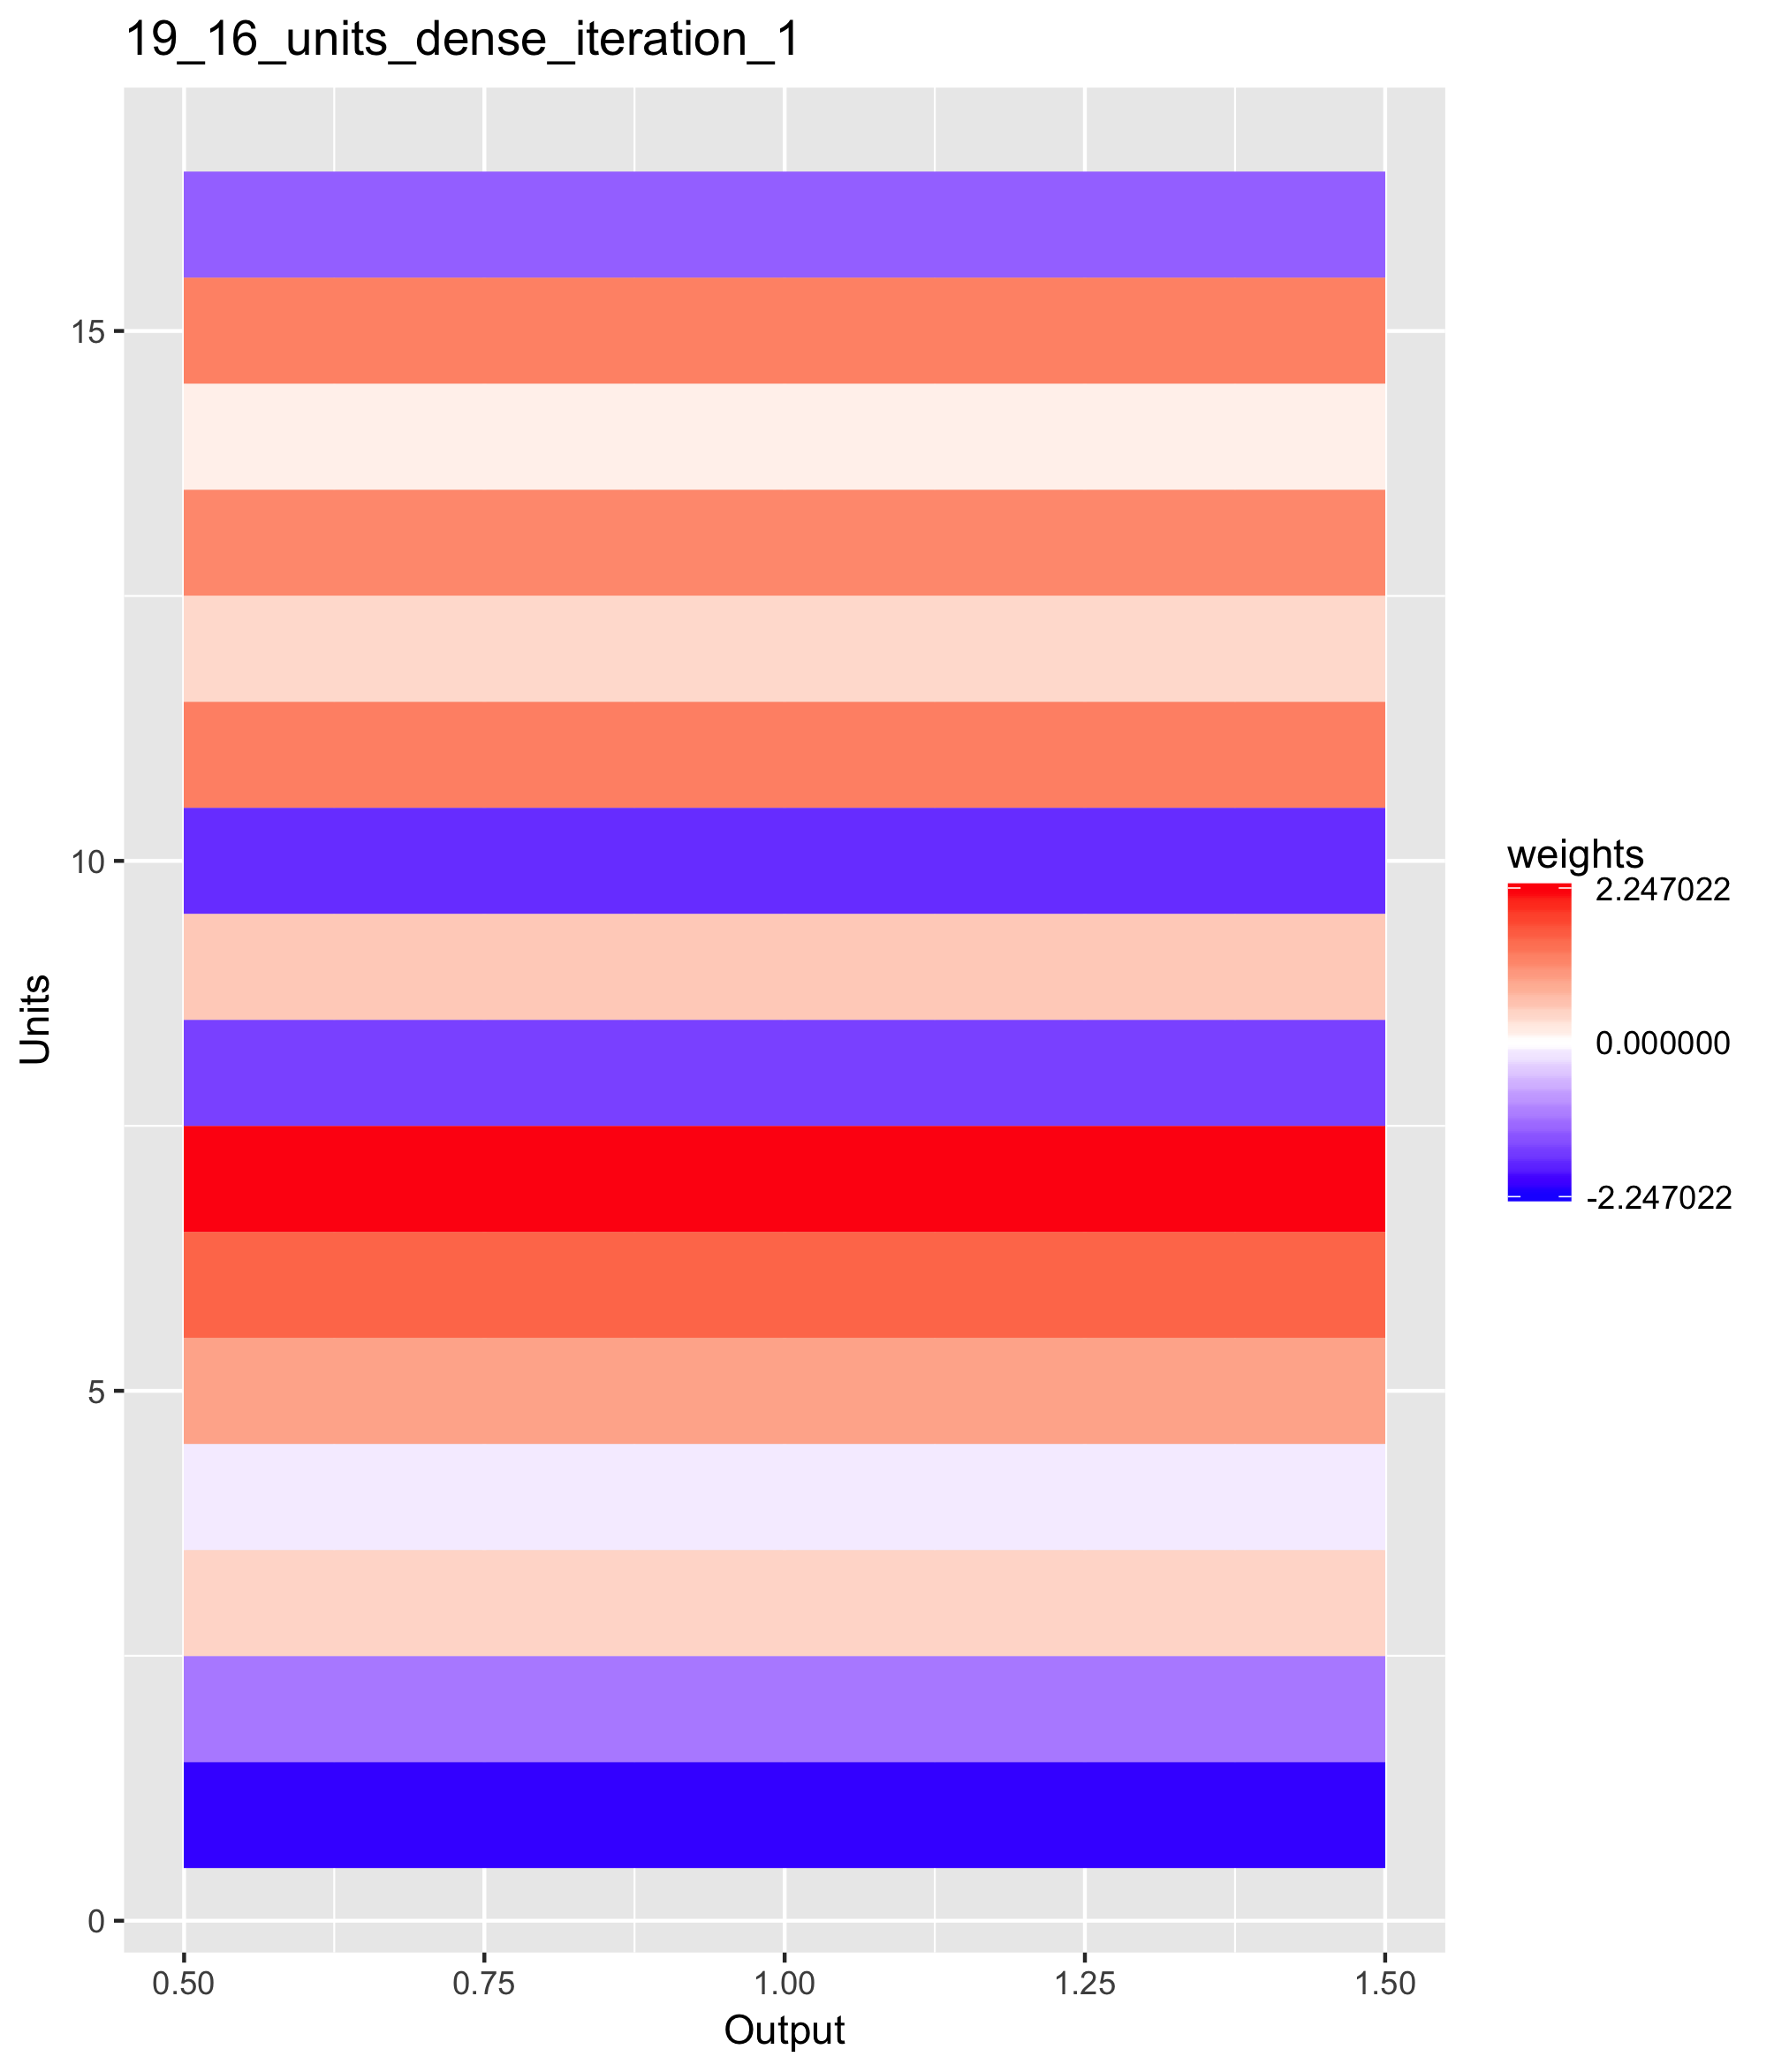 19_16_units_dense_iteration_1
15
10
5
0
Units
0.50 0.75 1.00 1.25 1.50
Output
weights
2.247022
0.000000
-2.247022